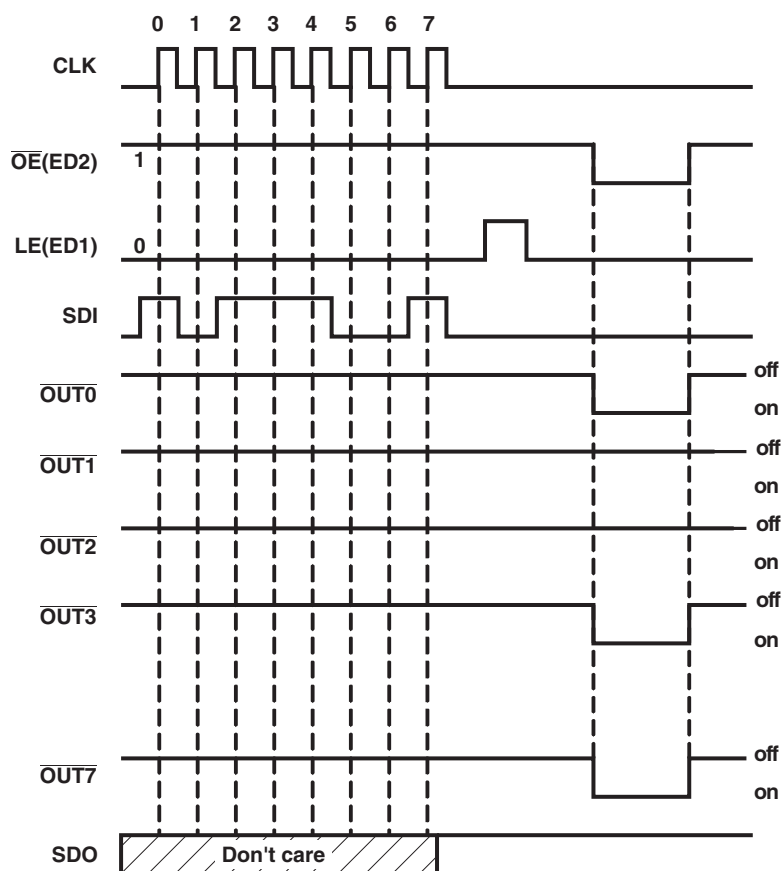 0 1 2 3 4 5 6 7
CLK
OE(ED2) 1
LE(ED1) 0
SDI
off
OUT0
on
off
OUT1
on
off
OUT2
on
off
OUT3
on
off
OUT7
on
SDO Don't care